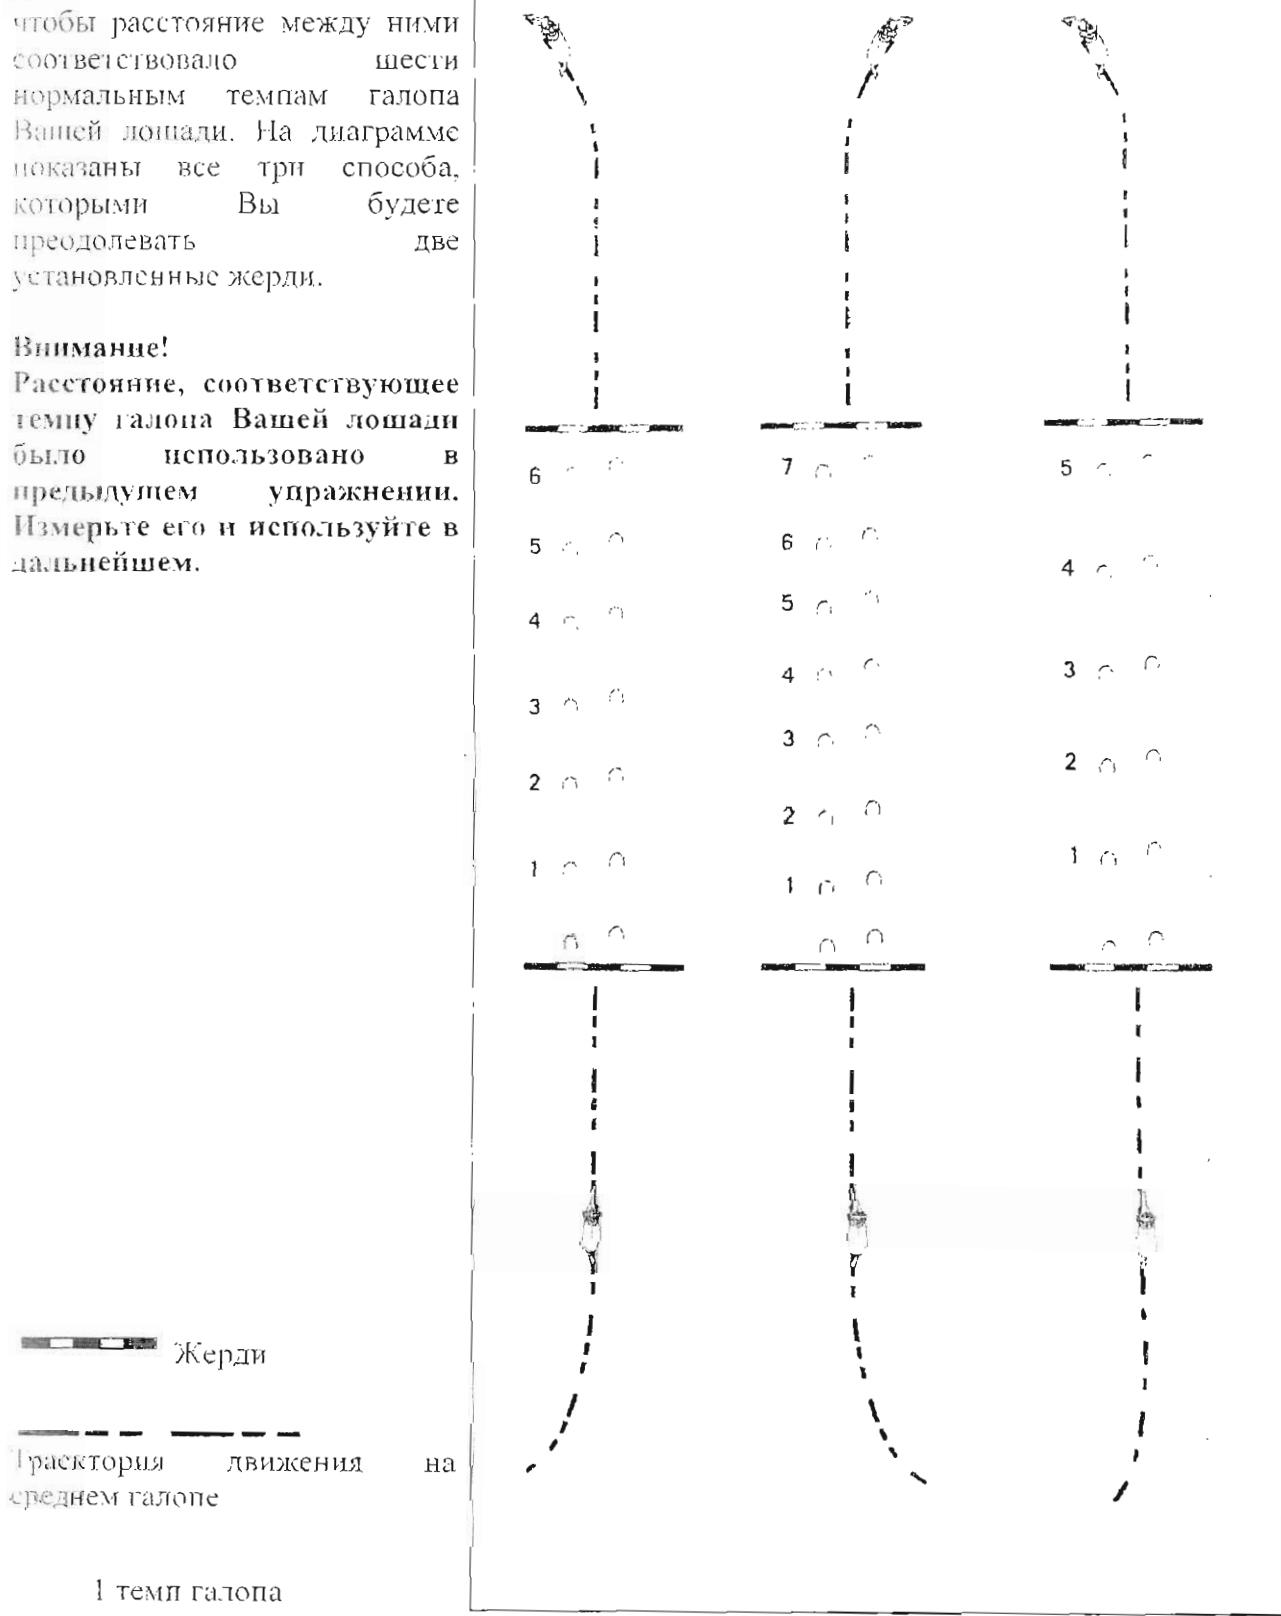 чтобы расстояние между ними
соответствовало шести
нормальным темпам галопа
Вашей лошади. На диаграмме
показаны все три способа,
которыми Вы будете
преодолевать две
установленные жерди.
Внимание!
Расстояние, соответствующее
темпу галопа Вашей лошади
было использовано в
предыдущем упражнении.
Измерьте его и используйте в
дальнейшем.
Жерди
Траектория движения на
среднем галопе
1 темп галопа
6
5
4
3
2
1
7
6
5
4
3
2
1
5
4
3
2
1